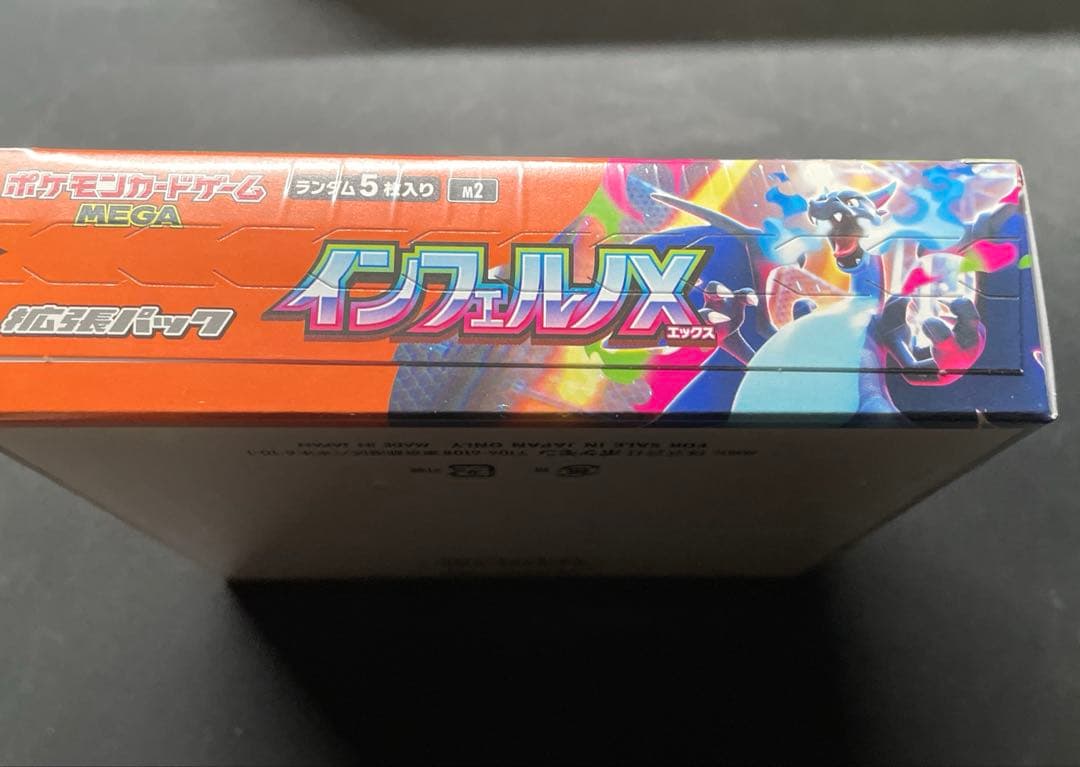 ポケモンカードゲーム
MEGA
ランダム5枚入り M2
インフェルノX
エックス
拡張パック
FOR SALE IN JAPAN ONLY MADE IN JAPAN